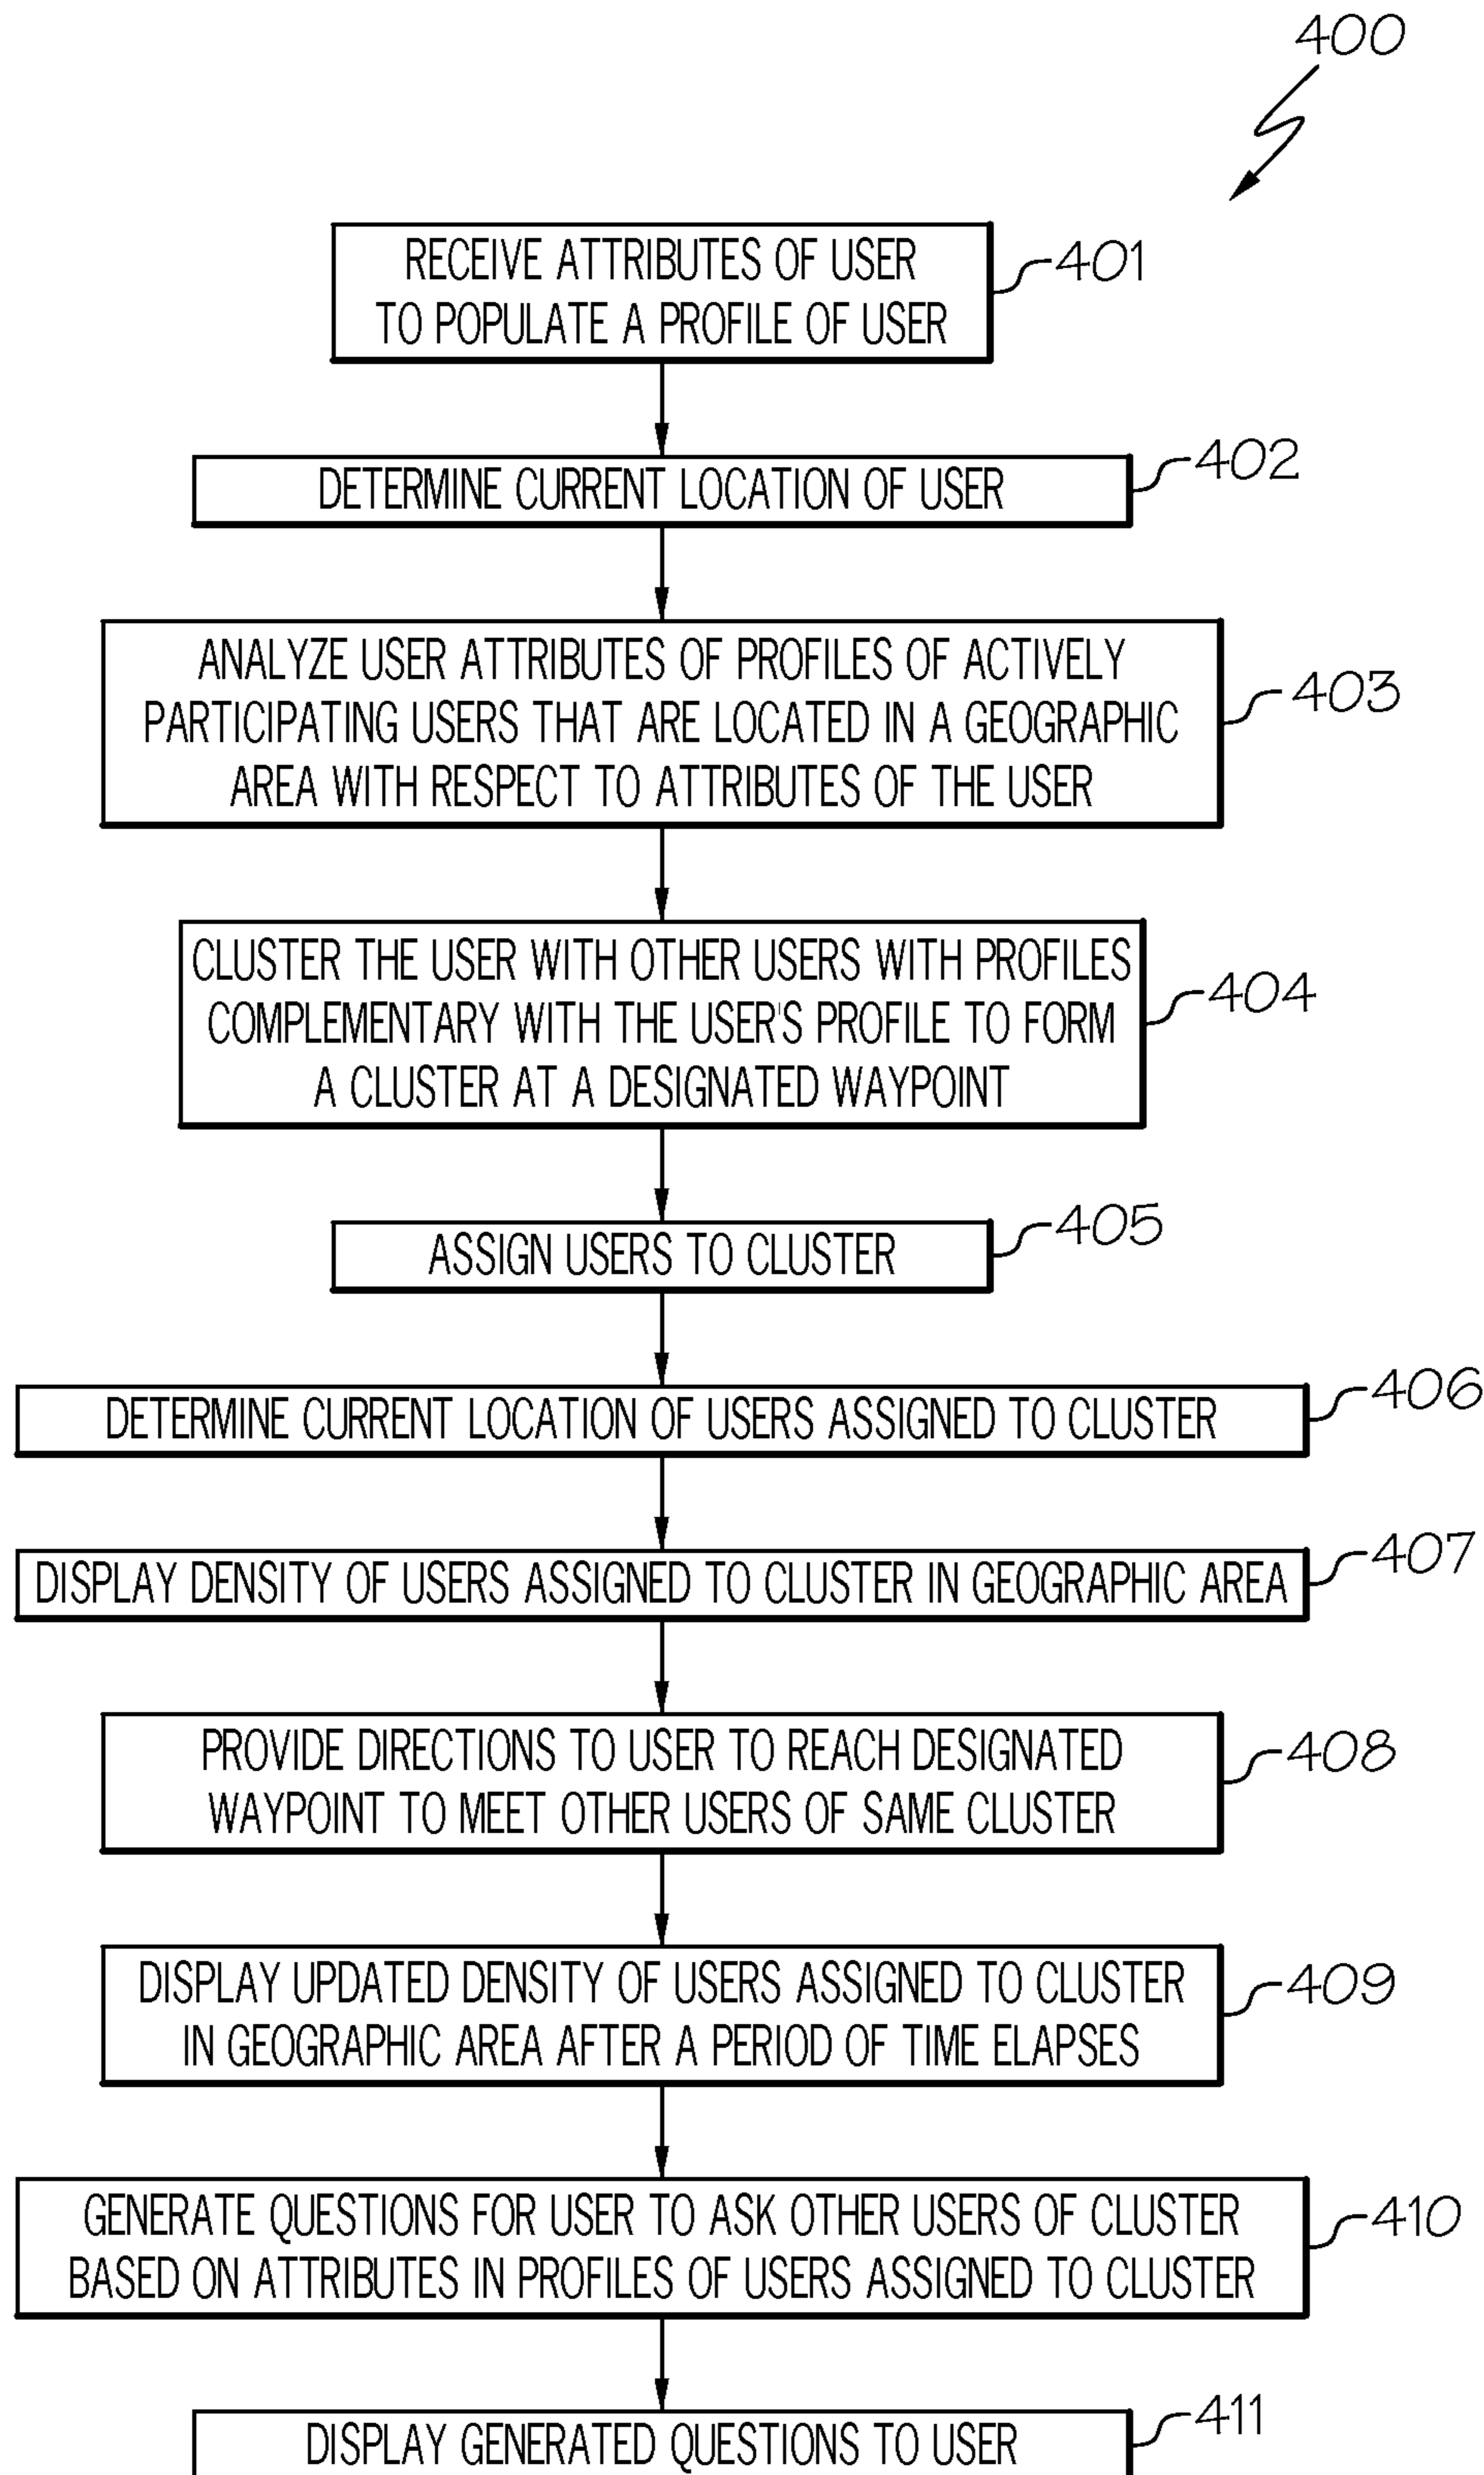 400
RECEIVE ATTRIBUTES OF USER
TO POPULATE A PROFILE OF USER
401
DETERMINE CURRENT LOCATION OF USER
402
ANALYZE USER ATTRIBUTES OF PROFILES OF ACTIVELY
PARTICIPATING USERS THAT ARE LOCATED IN A GEOGRAPHIC
AREA WITH RESPECT TO ATTRIBUTES OF THE USER
403
CLUSTER THE USER WITH OTHER USERS WITH PROFILES
COMPLEMENTARY WITH THE USER'S PROFILE TO FORM
A CLUSTER AT A DESIGNATED WAYPOINT
404
ASSIGN USERS TO CLUSTER
405
DETERMINE CURRENT LOCATION OF USERS ASSIGNED TO CLUSTER
406
DISPLAY DENSITY OF USERS ASSIGNED TO CLUSTER IN GEOGRAPHIC AREA
407
PROVIDE DIRECTIONS TO USER TO REACH DESIGNATED
WAYPOINT TO MEET OTHER USERS OF SAME CLUSTER
408
DISPLAY UPDATED DENSITY OF USERS ASSIGNED TO CLUSTER
IN GEOGRAPHIC AREA AFTER A PERIOD OF TIME ELAPSES
409
GENERATE QUESTIONS FOR USER TO ASK OTHER USERS OF CLUSTER
BASED ON ATTRIBUTES IN PROFILES OF USERS ASSIGNED TO CLUSTER
410
DISPLAY GENERATED QUESTIONS TO USER
411